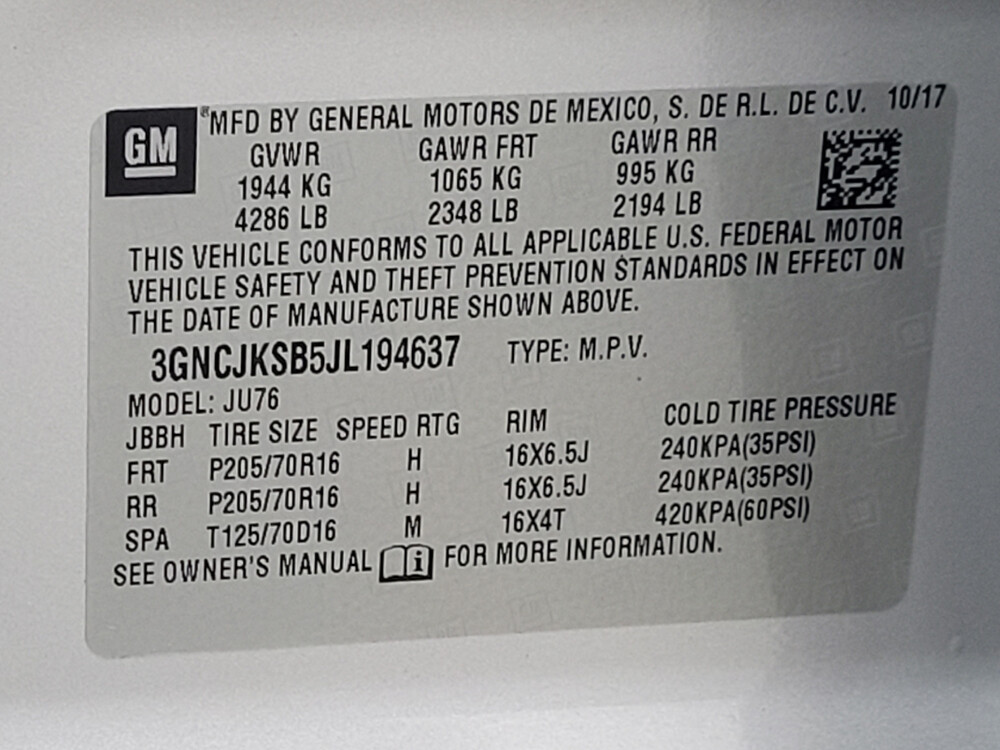 GM ®MFD BY GENERAL MOTORS DE MEXICO, S. DE R.L. DE C.V. 10/17
GVWR GAWR FRT GAWR RR
1944 KG 1065 KG 995 KG
4286 LB 2348 LB 2194 LB
THIS VEHICLE CONFORMS TO ALL APPLICABLE U.S. FEDERAL MOTOR
VEHICLE SAFETY AND THEFT PREVENTION STANDARDS IN EFFECT ON
THE DATE OF MANUFACTURE SHOWN ABOVE.
3GNCJKSB5JL194637 TYPE: M.P.V.
MODEL: JU76
JBBH TIRE SIZE SPEED RTG RIM COLD TIRE PRESSURE
FRT P205/70R16 H 16X6.5J 240KPA(35PSI)
RR P205/70R16 H 16X6.5J 240KPA(35PSI)
SPA T125/70D16 M 16X4T 420KPA(60PSI)
SEE OWNER'S MANUAL i FOR MORE INFORMATION.